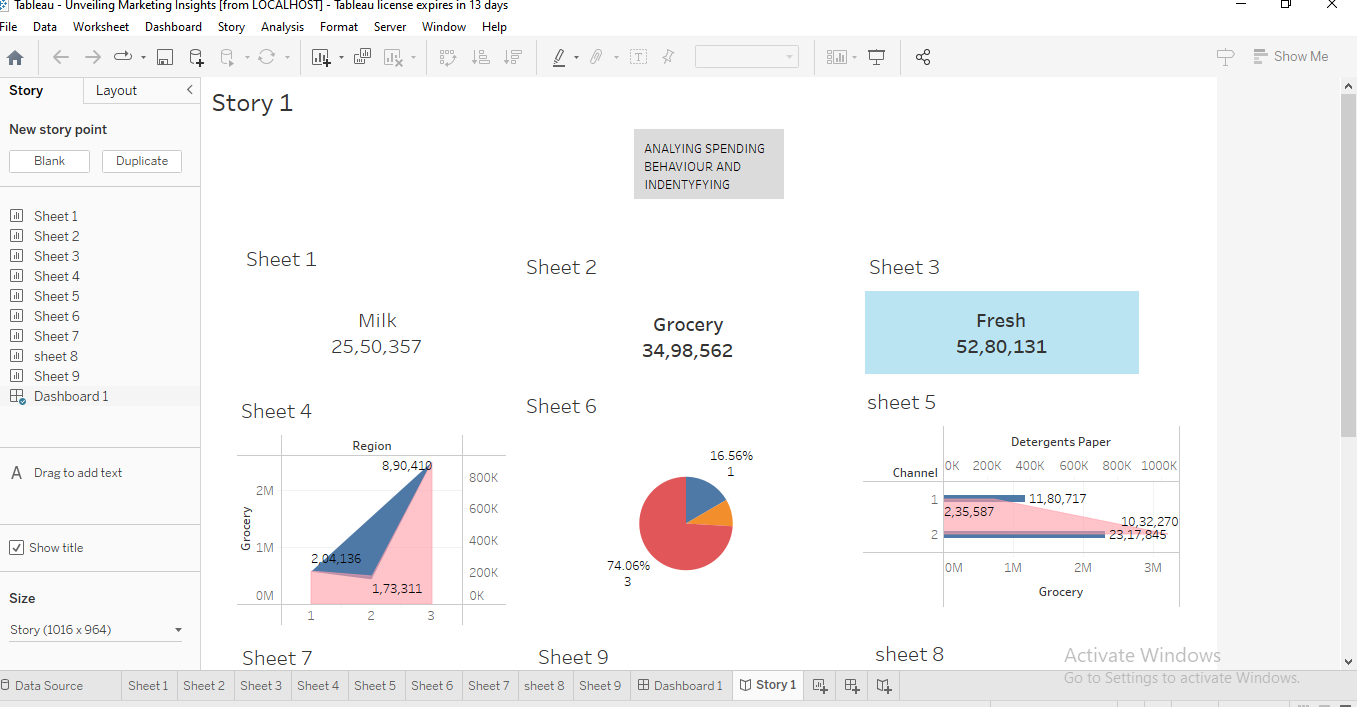 Tableau - Unveiling Marketing Insights [from LOCALHOST] - Tableau license expires in 13 days
File Data Worksheet Dashboard Story Analysis Format Server Window Help
Show Me
Story Layout
New story point
Blank Duplicate
Sheet 1
Sheet 2
Sheet 3
Sheet 4
Sheet 5
Sheet 6
Sheet 7
sheet 8
Sheet 9
Dashboard 1
A Drag to add text
Show title
Size
Story (1016 x 964)
Story 1
ANALYING SPENDING
BEHAVIOUR AND
INDENTYFYING
Sheet 1
Milk
25,50,357
Sheet 2
Grocery
34,98,562
Sheet 3
Fresh
52,80,131
Sheet 4
Region
8,90,410
2M
1M
0M
Grocery
2,04,136
1,73,311
800K
600K
400K
200K
0K
1 2 3
Sheet 6
16.56%
1
74.06%
3
sheet 5
Detergents Paper
0K 200K 400K 600K 800K 1000K
Channel
1 11,80,717
2,35,587
10,32,270
2 23,17,845
0M 1M 2M 3M
Grocery
Sheet 7
Sheet 9
sheet 8
Activate Windows
Go to Settings to activate Windows.
Data Source Sheet 1 Sheet 2 Sheet 3 Sheet 4 Sheet 5 Sheet 6 Sheet 7 sheet 8 Sheet 9 Dashboard 1 Story 1